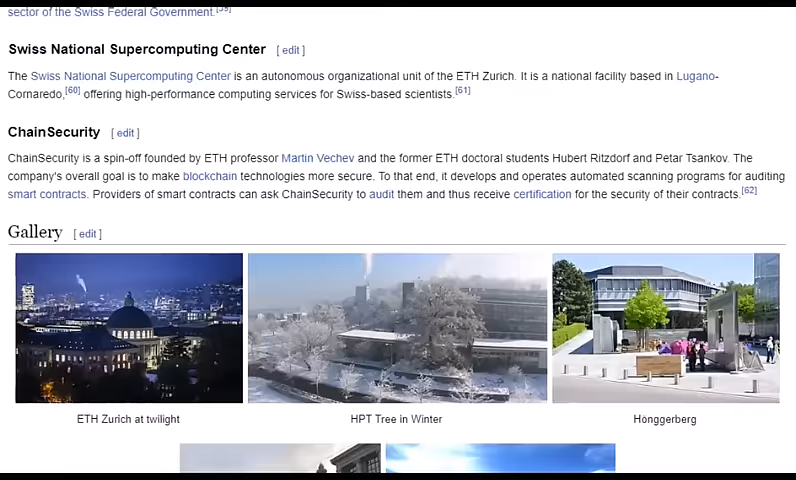 sector of the Swiss Federal Government.[59]
Swiss National Supercomputing Center [ edit ]
The Swiss National Supercomputing Center is an autonomous organizational unit of the ETH Zurich. It is a national facility based in Lugano-
Cornaredo,[60] offering high-performance computing services for Swiss-based scientists.[61]
ChainSecurity [ edit ]
ChainSecurity is a spin-off founded by ETH professor Martin Vechev and the former ETH doctoral students Hubert Ritzdorf and Petar Tsankov. The
company's overall goal is to make blockchain technologies more secure. To that end, it develops and operates automated scanning programs for auditing
smart contracts. Providers of smart contracts can ask ChainSecurity to audit them and thus receive certification for the security of their contracts.[62]
Gallery [ edit ]
ETH Zurich at twilight
HPT Tree in Winter
Hönggerberg